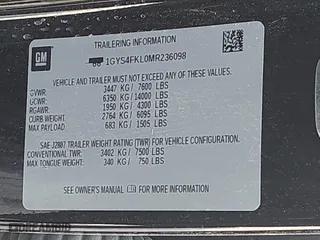 GM
TRAILERING INFORMATION
1GYS4FKL0MR236098
VEHICLE AND TRAILER MUST NOT EXCEED ANY OF:
GVWR: 3447 KG/ 7600 LBS
GCWR: 6350 KG/14000 LBS
RGAWR: 1950 KG/ 4300 LBS
CURB WEIGHT 2764 KG/ 6095 LBS
MAX PAYLOAD 683 KG/ 1505 LBS
SAE-J2807 TRAILER WEIGHT RATING (TWR) FOR VEHICLE CONFIGURATION.
CONVENTIONAL TWR: 3402 KG/ 7500 LBS
MAX TONGUE WEIGHT: 340 KG/ 750 LBS
SEE OWNER'S MANUAL FOR MORE INFORMATION